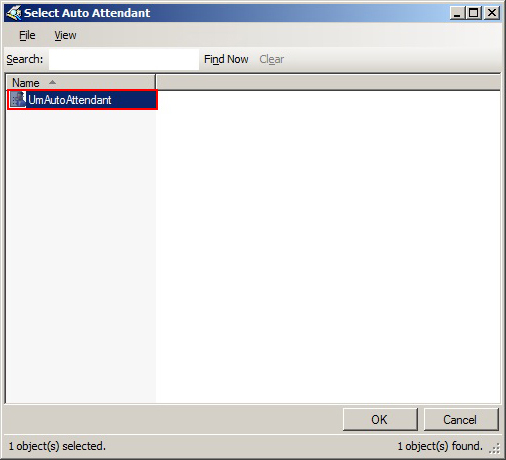 Select Auto Attendant
File View
Search: Find Now Clear
Name
UmAutoAttendant
OK Cancel
1 object(s) selected. 1 object(s) found.